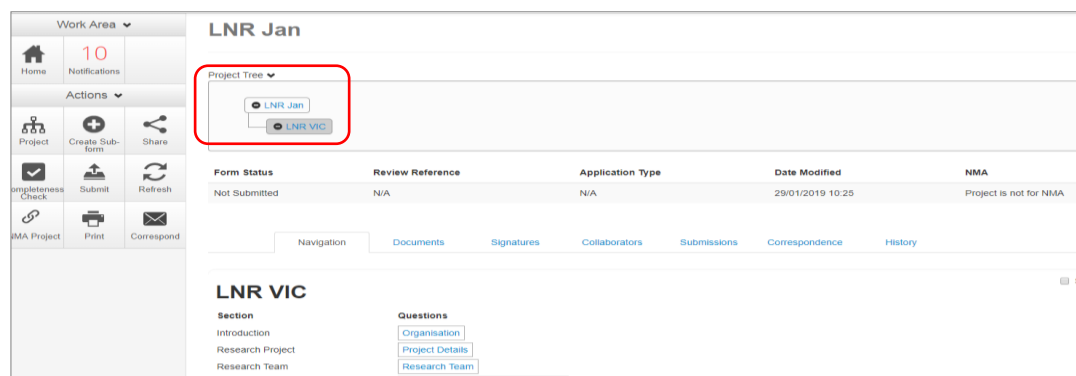 Work Area
Home
10
Notifications
Actions
Project
Create Sub-
form
Share
ompleteness
Check
Submit
Refresh
MA Project
Print
Correspond
LNR Jan
Project Tree
LNR Jan
LNR VIC
Form Status Review Reference Application Type Date Modified NMA
Not Submitted N/A N/A 29/01/2019 10:25 Project is not for NMA
Navigation Documents Signatures Collaborators Submissions Correspondence History
LNR VIC
Section Questions
Introduction Organisation
Research Project Project Details
Research Team Research Team